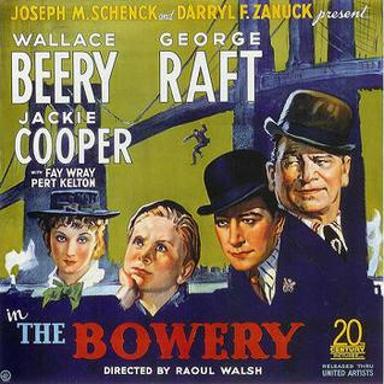 JOSEPH M. SCHENCK and DARRYL F. ZANUCK present
WALLACE BEERY
GEORGE RAFT
JACKIE COOPER
WITH FAY WRAY
PERT KELTON
in
THE BOWERY
DIRECTED BY RAOUL WALSH
20TH
CENTURY
PICTURES
RELEASED THRU
UNITED ARTISTS